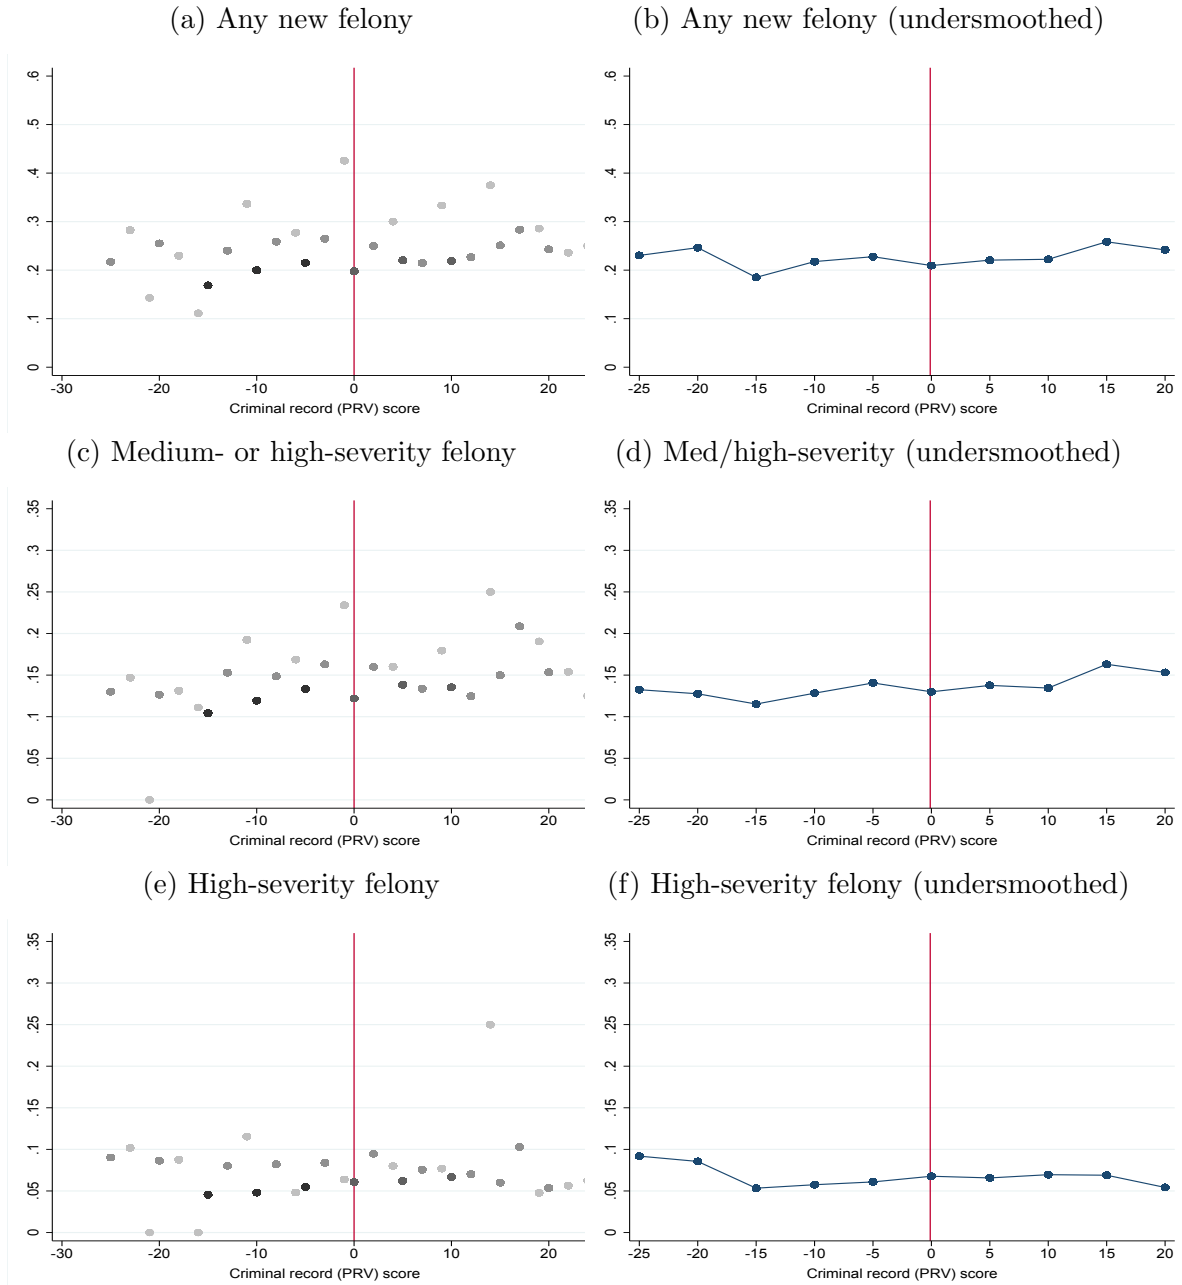 (a) Any new felony
(b) Any new felony (undersmoothed)
.6
.5
.4
.3
.2
.1
0
-30 -20 -10 0 10 20
Criminal record (PRV) score
.6
.5
.4
.3
.2
.1
0
-25 -20 -15 -10 -5 0 5 10 15 20
Criminal record (PRV) score
(c) Medium- or high-severity felony
(d) Med/high-severity (undersmoothed)
.35
.3
.25
.2
.15
.1
.05
0
-30 -20 -10 0 10 20
Criminal record (PRV) score
.35
.3
.25
.2
.15
.1
.05
0
-25 -20 -15 -10 -5 0 5 10 15 20
Criminal record (PRV) score
(e) High-severity felony
(f) High-severity felony (undersmoothed)
.35
.3
.25
.2
.15
.1
.05
0
-30 -20 -10 0 10 20
Criminal record (PRV) score
.35
.3
.25
.2
.15
.1
.05
0
-25 -20 -15 -10 -5 0 5 10 15 20
Criminal record (PRV) score